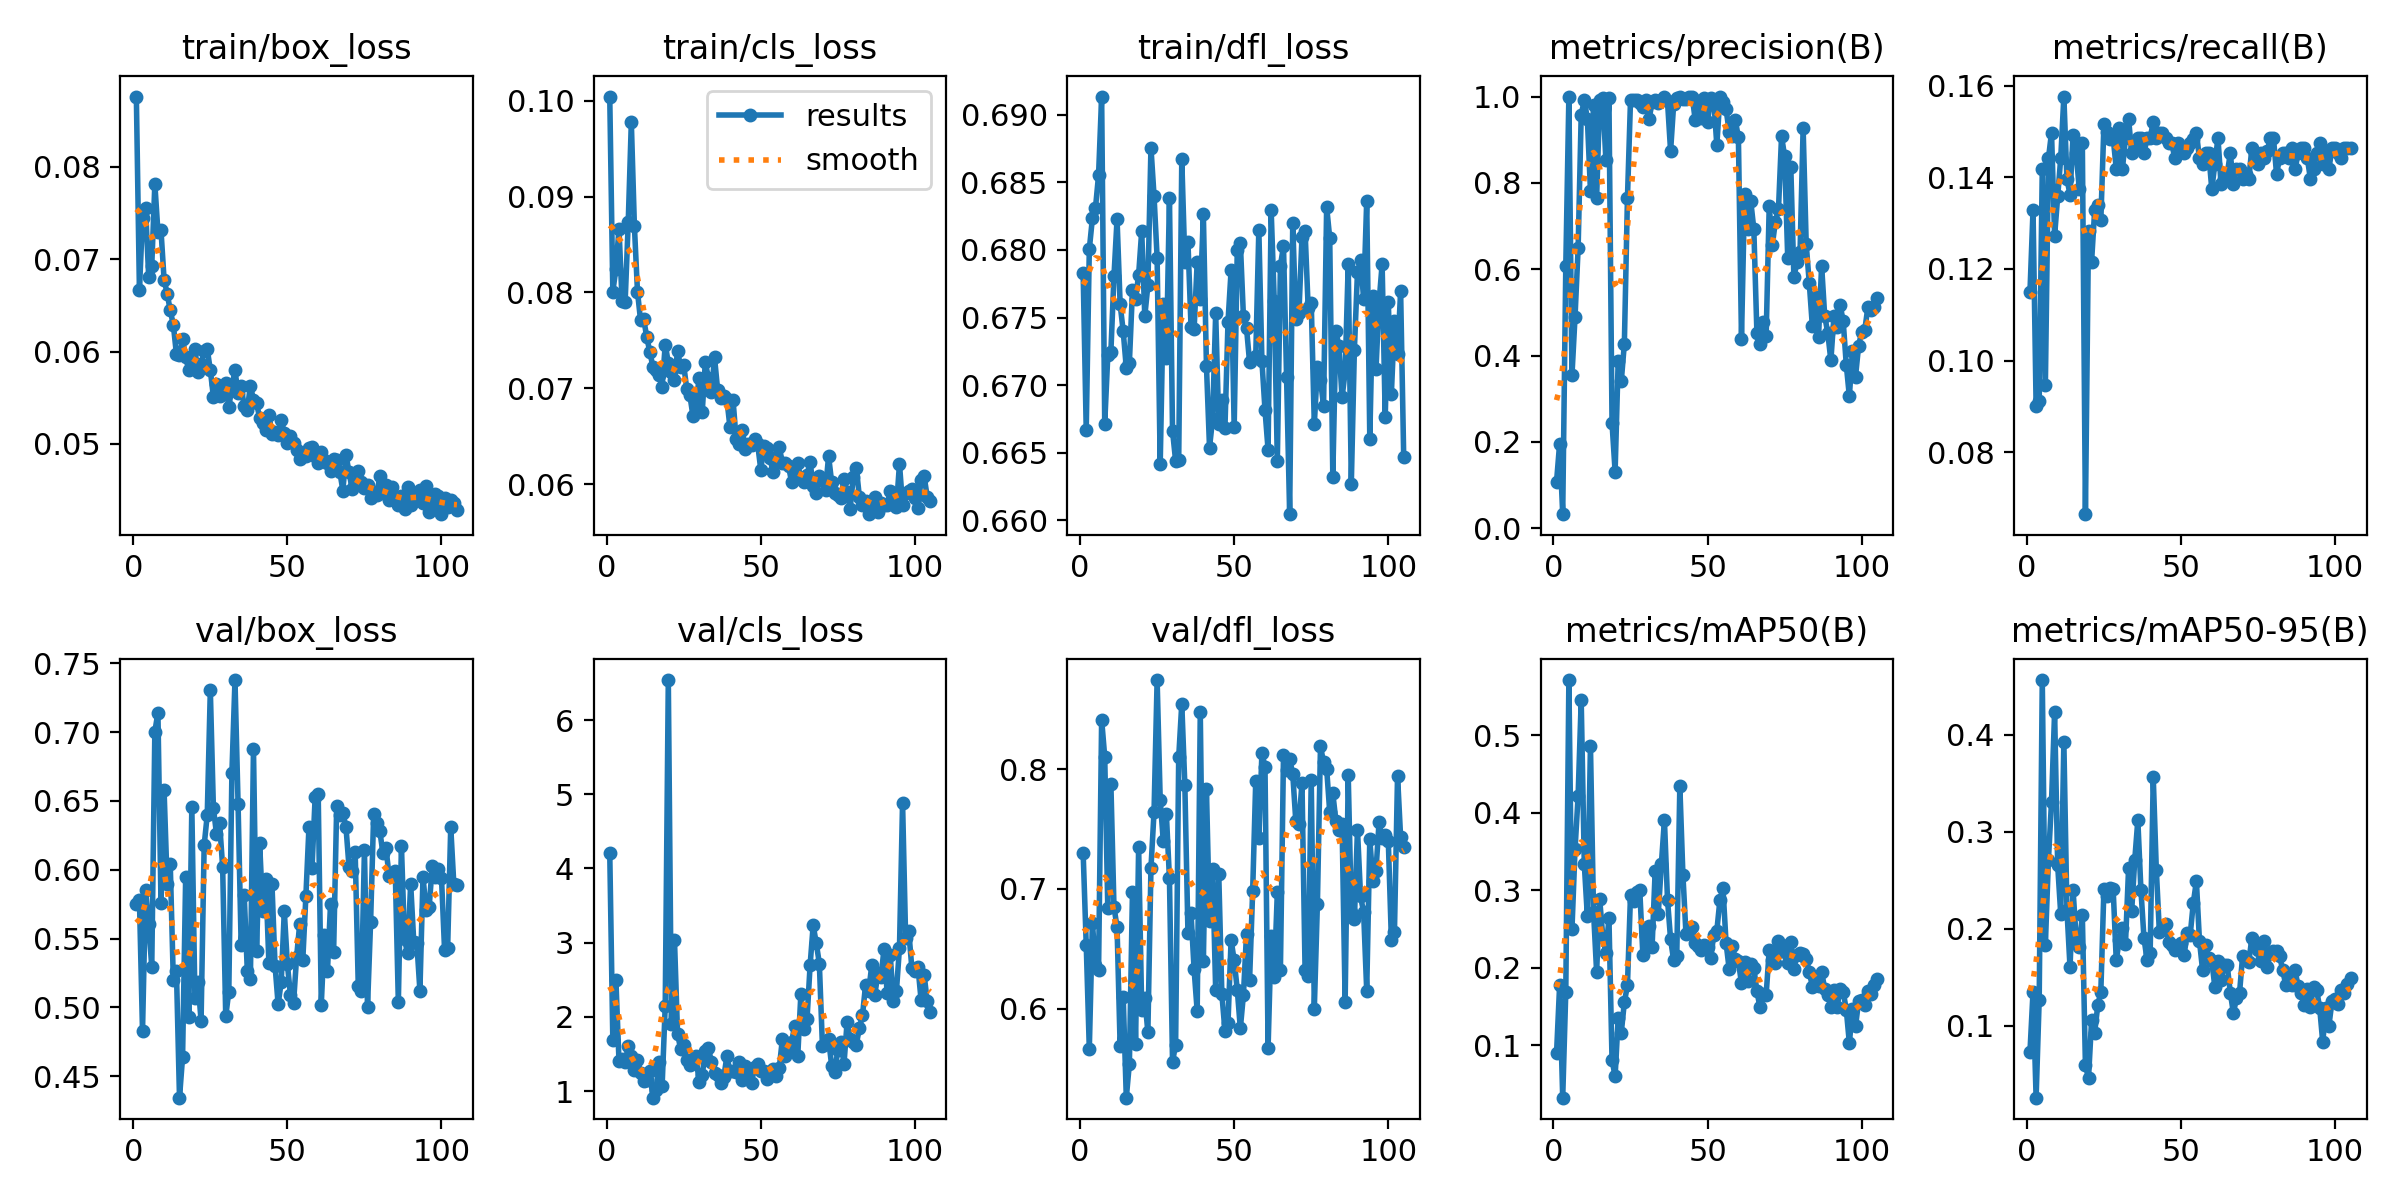 train/box_loss
train/cls_loss
train/dfl_loss
metrics/precision(B)
metrics/recall(B)
0.08
0.07
0.06
0.05
0 50 100
0.10
0.09
0.08
0.07
0.06
results
smooth
0 50 100
0.690
0.685
0.680
0.675
0.670
0.665
0.660
0 50 100
1.0
0.8
0.6
0.4
0.2
0.0
0 50 100
0.16
0.14
0.12
0.10
0.08
0 50 100
val/box_loss
val/cls_loss
val/dfl_loss
metrics/mAP50(B)
metrics/mAP50-95(B)
0.75
0.70
0.65
0.60
0.55
0.50
0.45
0 50 100
6
5
4
3
2
1
0 50 100
0.8
0.7
0.6
0 50 100
0.5
0.4
0.3
0.2
0.1
0 50 100
0.4
0.3
0.2
0.1
0 50 100